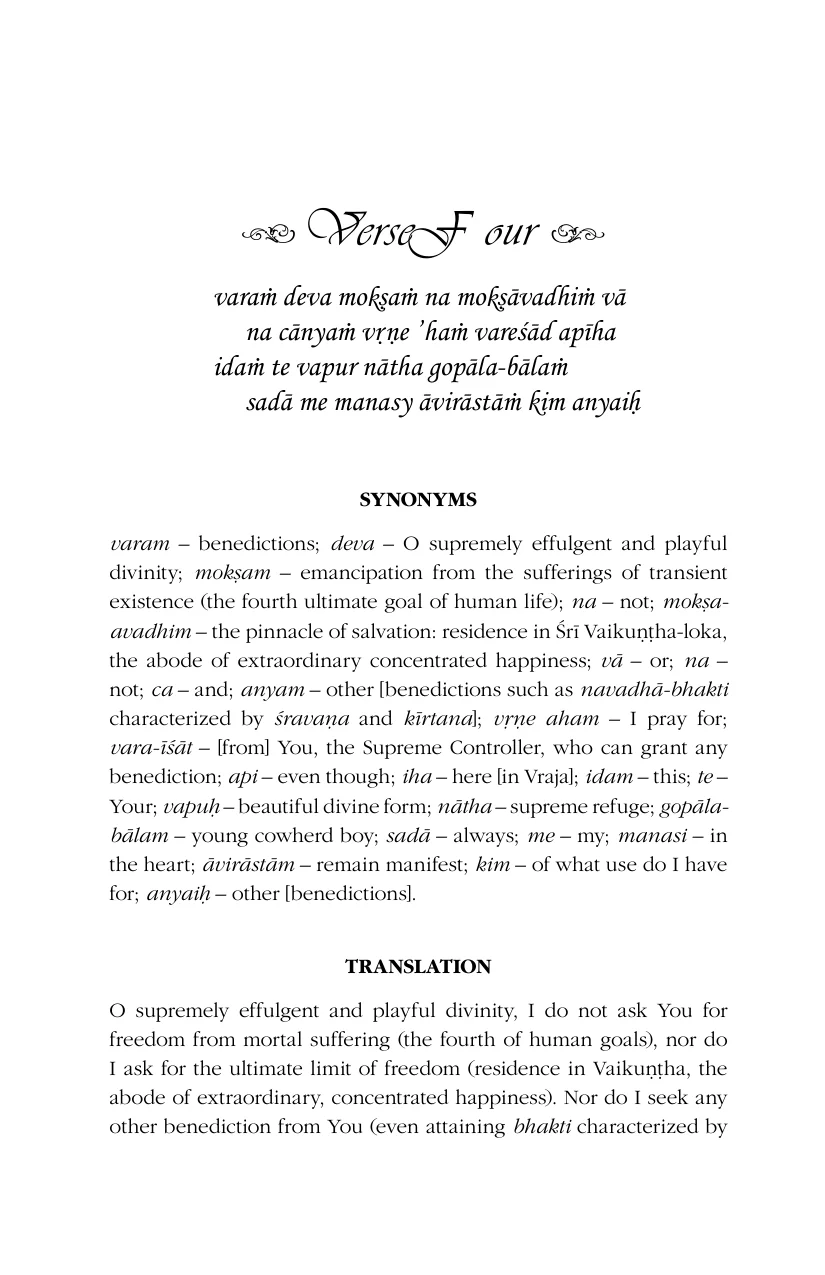 Verse Four
varaṁ deva mokṣaṁ na mokṣāvadhiṁ vā
na cānyaṁ vṛṇe ’haṁ vareśād apīha
idaṁ te vapur nātha gopāla-bālaṁ
sadā me manasy āvirāstāṁ kim anyaiḥ
SYNONYMS
varam – benedictions; deva – O supremely effulgent and playful
divinity; mokṣam – emancipation from the sufferings of transient
existence (the fourth ultimate goal of human life); na – not; mokṣa-
avadhim – the pinnacle of salvation: residence in Śrī Vaikuṇṭha-loka,
the abode of extraordinary concentrated happiness; vā – or; na –
not; ca – and; anyam – other [benedictions such as navadhā-bhakti
characterized by śravaṇa and kīrtana]; vṛṇe aham – I pray for;
vara-īśāt – [from] You, the Supreme Controller, who can grant any
benediction; api – even though; iha – here [in Vraja]; idam – this; te –
Your; vapuḥ – beautiful divine form; nātha – supreme refuge; gopāla-
bālam – young cowherd boy; sadā – always; me – my; manasi – in
the heart; āvirāstām – remain manifest; kim – of what use do I have
for; anyaiḥ – other [benedictions].
TRANSLATION
O supremely effulgent and playful divinity, I do not ask You for
freedom from mortal suffering (the fourth of human goals), nor do
I ask for the ultimate limit of freedom (residence in Vaikuṇṭha, the
abode of extraordinary, concentrated happiness). Nor do I seek any
other benediction from You (even attaining bhakti characterized by